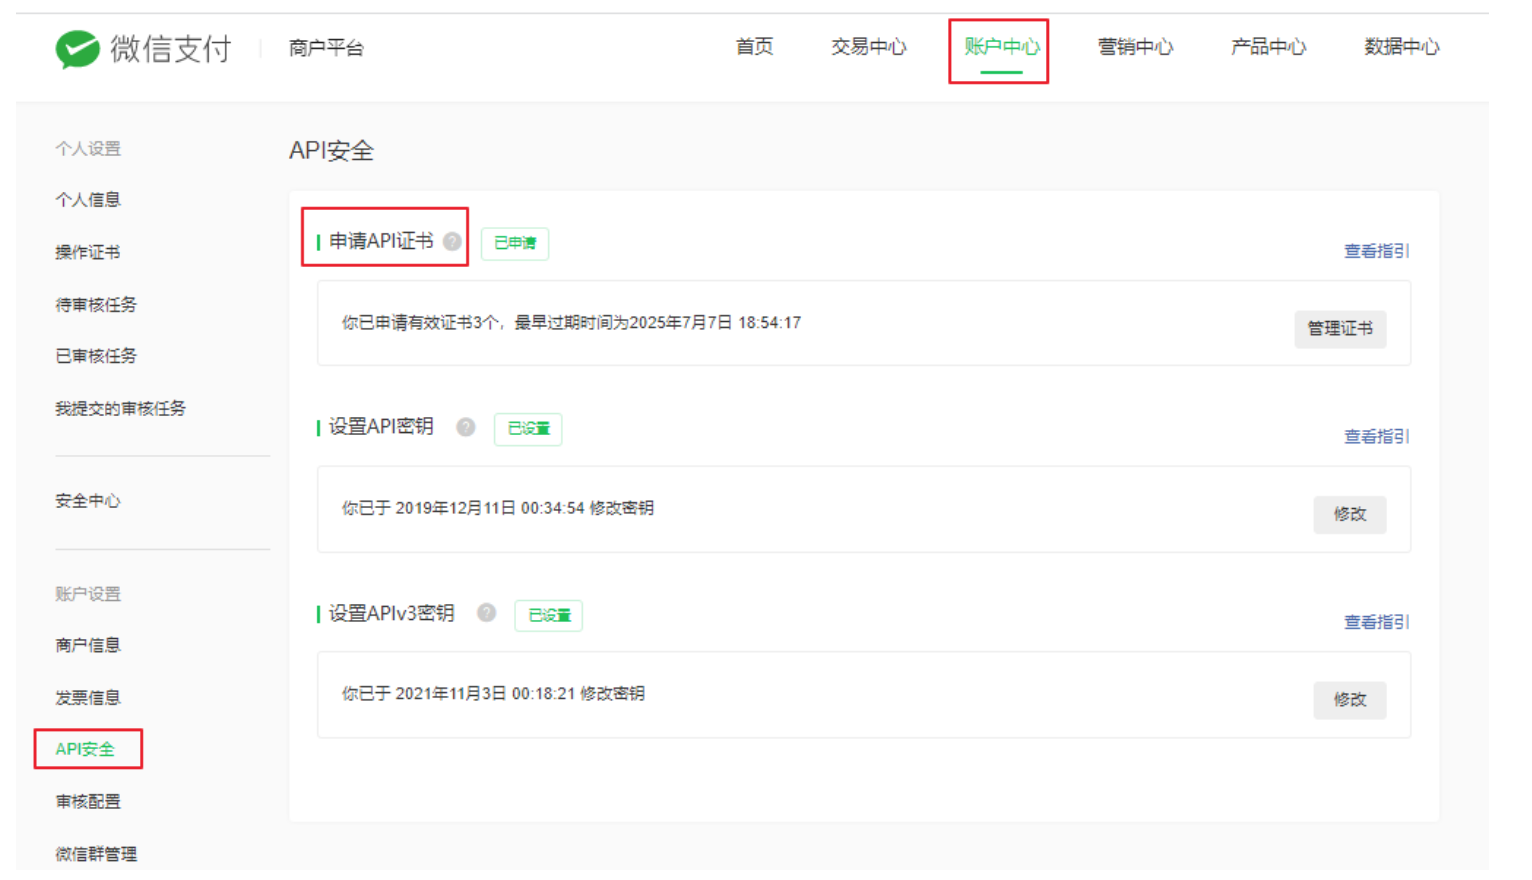 微信支付 商户平台 首页 交易中心 账户中心 营销中心 产品中心 数据中心
个人设置
个人信息
操作证书
待审核任务
已审核任务
我提交的审核任务
安全中心
账户设置
商户信息
发票信息
API安全
审核配置
微信群管理
API安全
申请API证书 ? 已申请 查看指引
你已申请有效证书3个，最早过期时间为2025年7月7日 18:54:17 管理证书
设置API密钥 ? 已设置 查看指引
你已于 2019年12月11日 00:34:54 修改密钥 修改
设置APIv3密钥 ? 已设置 查看指引
你已于 2021年11月3日 00:18:21 修改密钥 修改